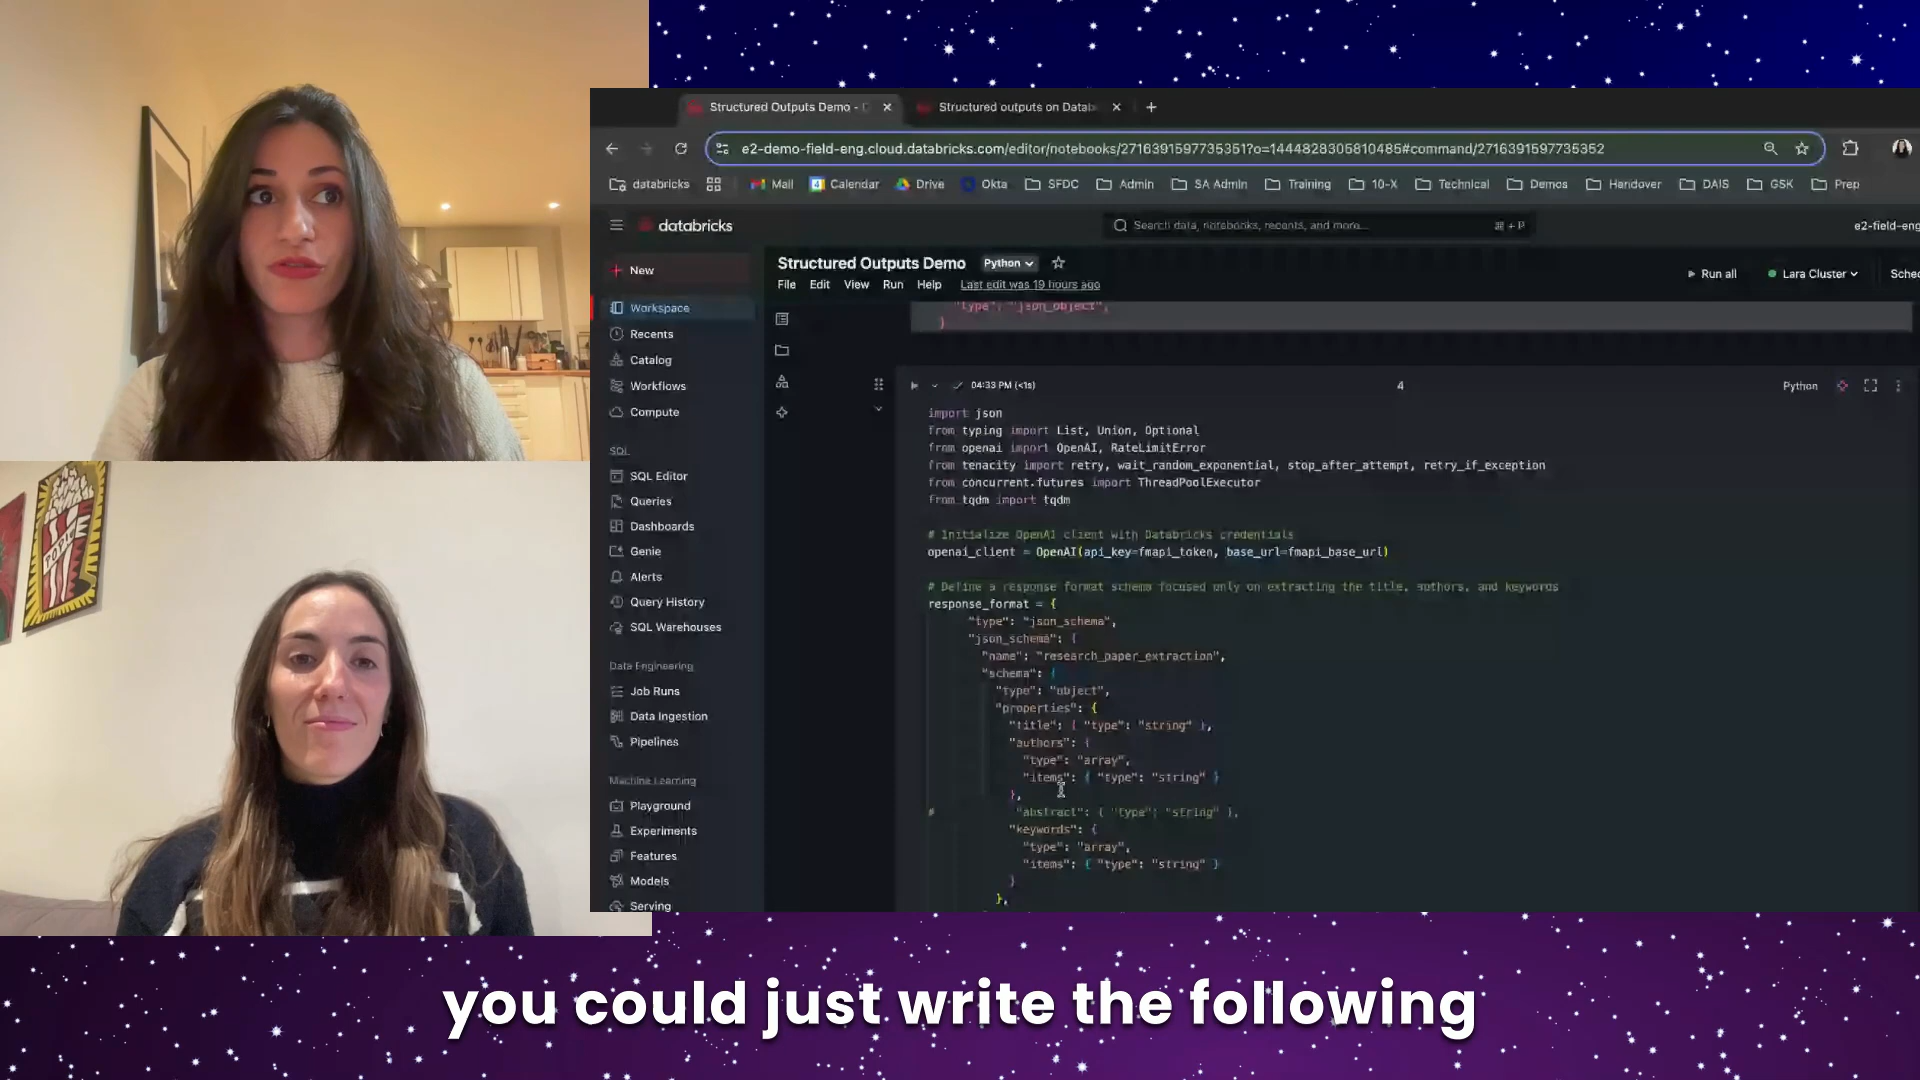 Structured Outputs Demo - D
Structured outputs on Datab
e2-demo-field-eng.cloud.databricks.com/editor/notebooks/2716391597735351?o=1444828305810485#command/2716391597735352
databricks
Mail
4 Calendar
Drive
Okta
SFDC
Admin
SA Admin
Training
10-X
Technical
Demos
Handover
DAIS
GSK
Prep
databricks
Search data, notebooks, recents, and more...
⌘ + P
e2-field-eng
New
Workspace
Recents
Catalog
Workflows
Compute
SQL
SQL Editor
Queries
Dashboards
Genie
Alerts
Query History
SQL Warehouses
Data Engineering
Job Runs
Data Ingestion
Pipelines
Machine Learning
Playground
Experiments
Features
Models
Serving
Structured Outputs Demo
Python
File Edit View Run Help Last edit was 19 hours ago
Run all
Lara Cluster
Sched
"type": "json_object",
}
04:33 PM (<1s)
4
Python
import json
from typing import List, Union, Optional
from openai import OpenAI, RateLimitError
from tenacity import retry, wait_random_exponential, stop_after_attempt, retry_if_exception
from concurrent.futures import ThreadPoolExecutor
from tqdm import tqdm
# Initialize OpenAI client with Databricks credentials
openai_client = OpenAI(api_key=fmapi_token, base_url=fmapi_base_url)
# Define a response format schema focused only on extracting the title, authors, and keywords
response_format = {
"type": "json_schema",
"json_schema": {
"name": "research_paper_extraction",
"schema": {
"type": "object",
"properties": {
"title": { "type": "string" },
"authors": {
"type": "array",
"items": { "type": "string" }
},
# "abstract": { "type": "string" },
"keywords": {
"type": "array",
"items": { "type": "string" }
}
},
POPIC
you could just write the following